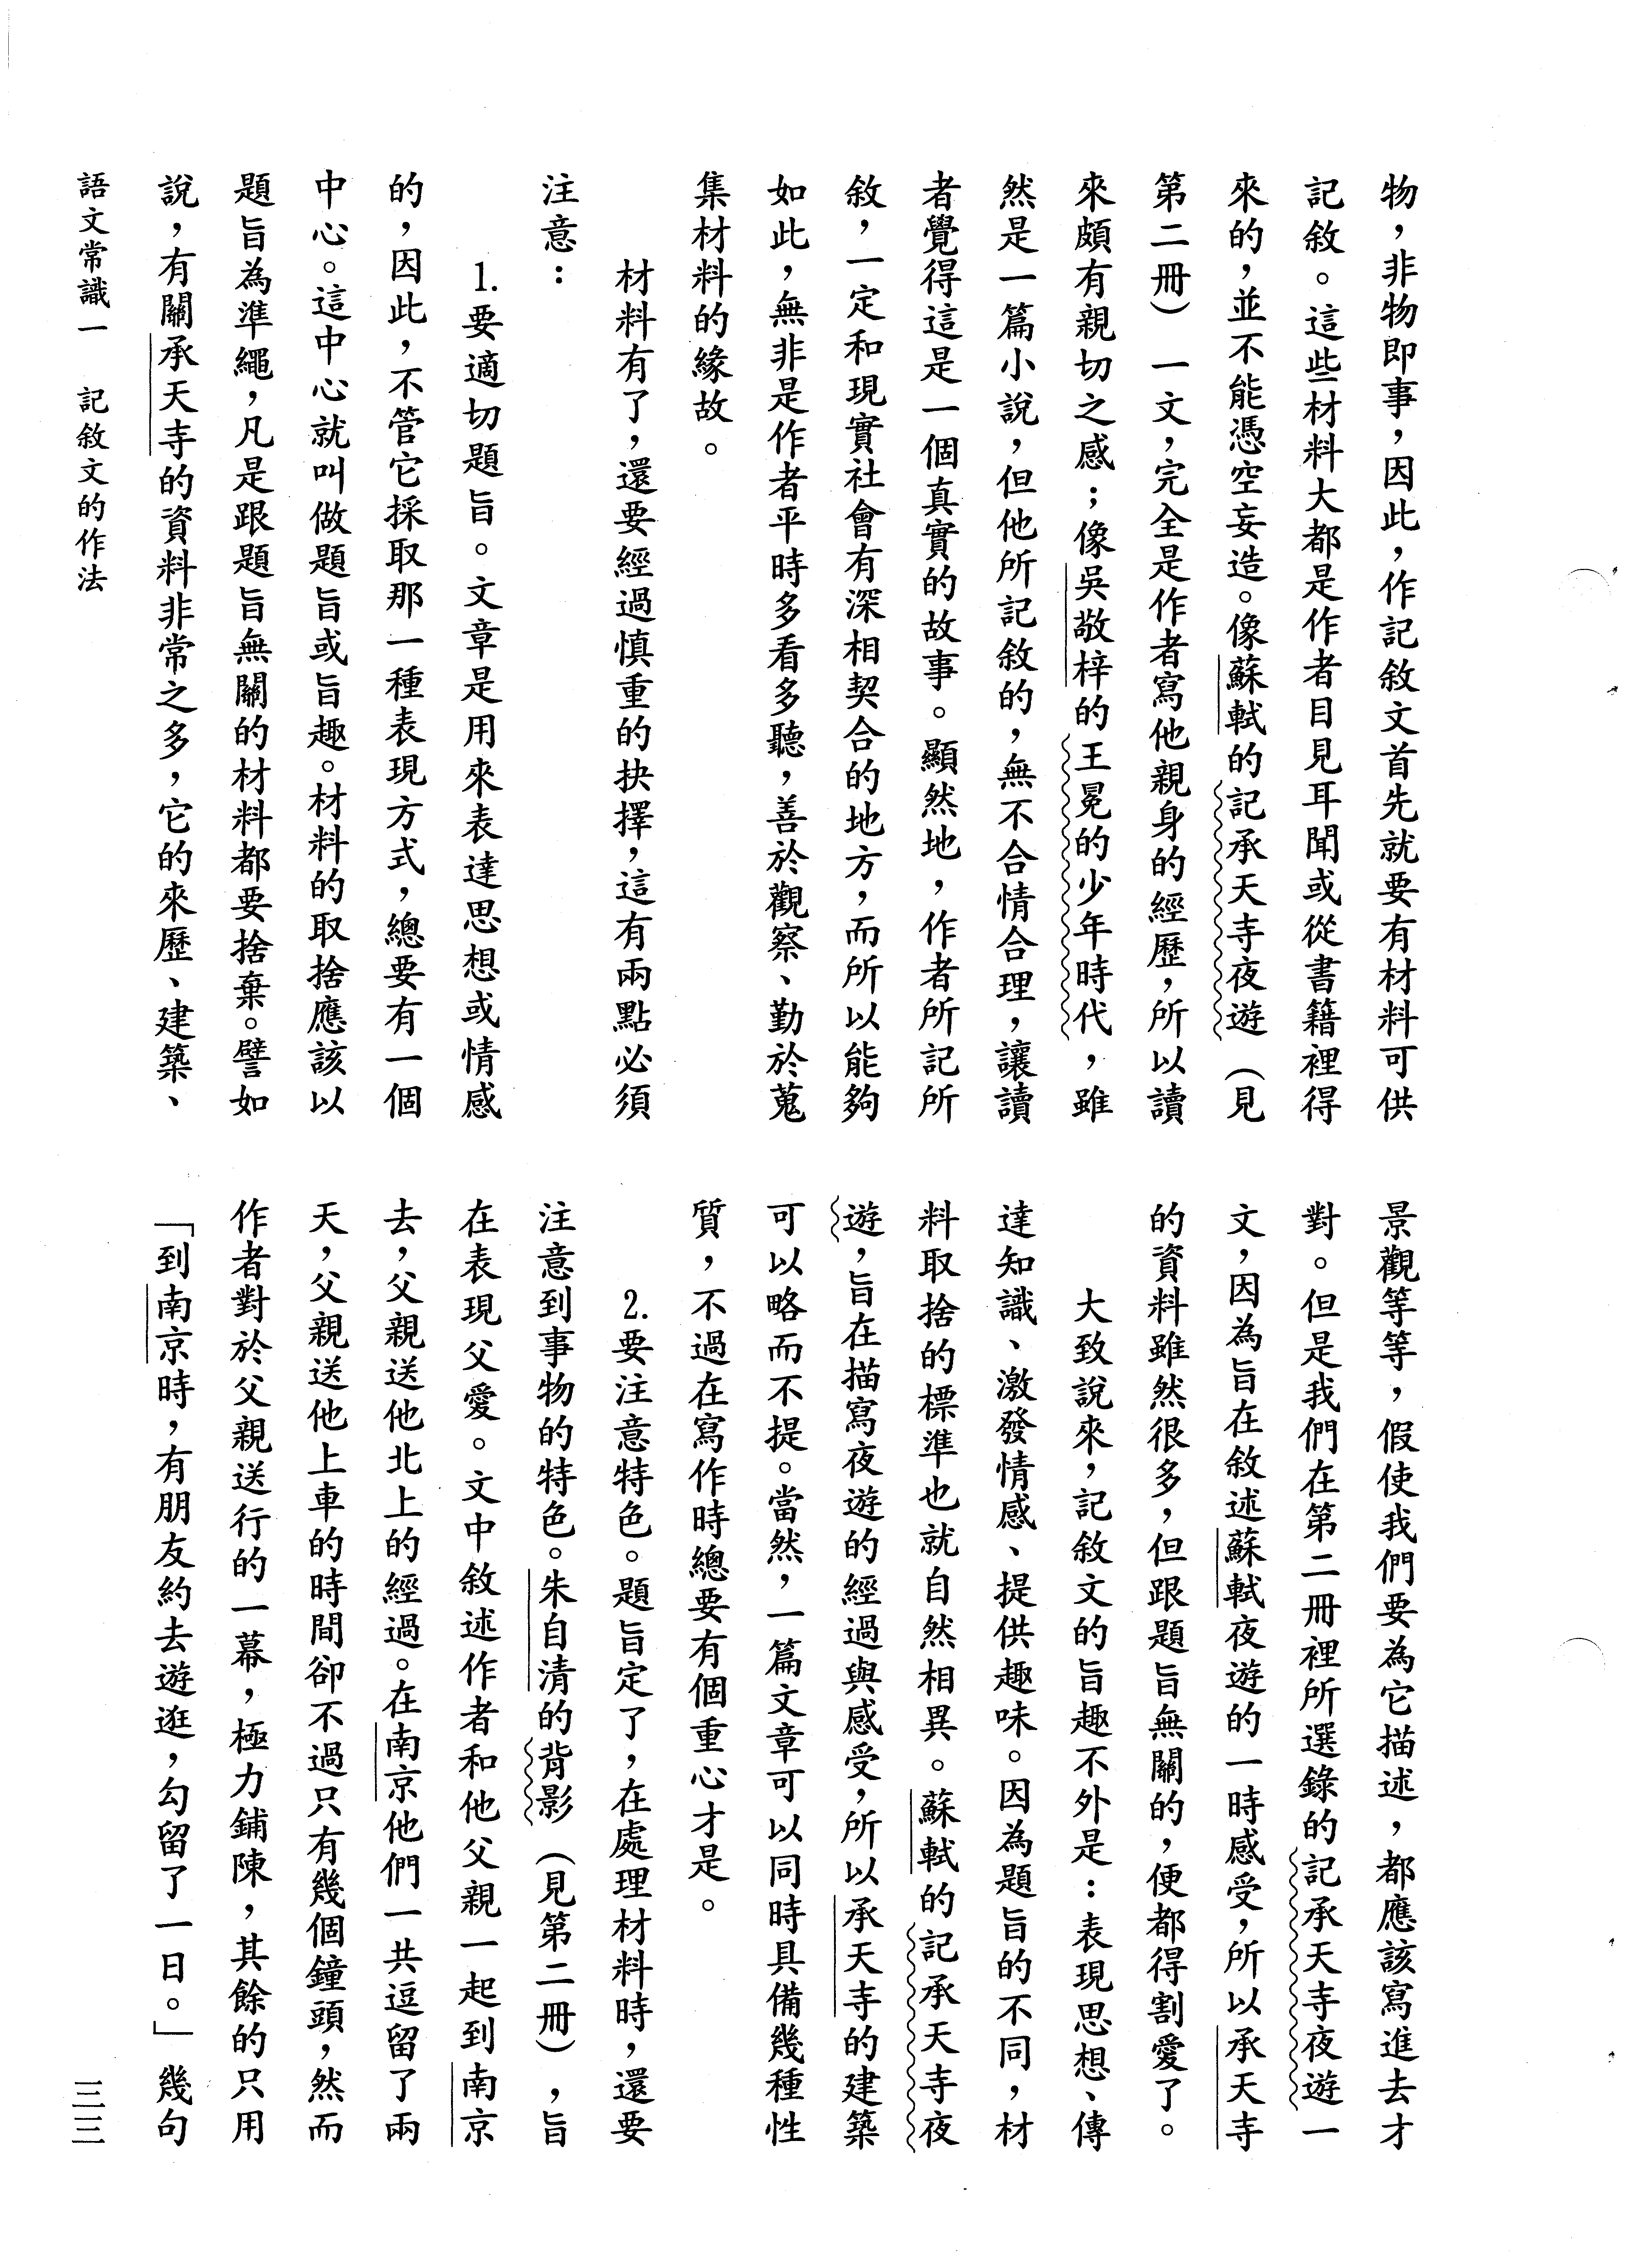 物，非物即事，因此，作記敘文首先就要有材料可供
記敘。這些材料大都是作者目見耳聞或從書籍裡得
來的，並不能憑空妄造。像蘇軾的記承天寺夜遊（見
第二冊）一文，完全是作者寫他親身的經歷，所以讀
來頗有親切之感；像吳敬梓的王冕的少年時代，雖
然是一篇小說，但他所記敘的，無不合情合理，讓讀
者覺得這是一個真實的故事。顯然地，作者所記所
敘，一定和現實社會有深相契合的地方，而所以能夠
如此，無非是作者平時多看多聽，善於觀察、勤於蒐
集材料的緣故。
材料有了，還要經過慎重的抉擇，這有兩點必須
注意：
1.要適切題旨。文章是用來表達思想或情感
的，因此，不管它採取那一種表現方式，總要有一個
中心。這中心就叫做題旨或旨趣。材料的取捨應該以
題旨為準繩，凡是跟題旨無關的材料都要捨棄。譬如
說，有關承天寺的資料非常之多，它的來歷、建築、
景觀等等，假使我們要為它描述，都應該寫進去才
對。但是我們在第二冊裡所選錄的記承天寺夜遊一
文，因為旨在敘述蘇軾夜遊的一時感受，所以承天寺
的資料雖然很多，但跟題旨無關的，便都得割愛了。
大致說來，記敘文的旨趣不外是：表現思想、傳
達知識、激發情感、提供趣味。因為題旨的不同，材
料取捨的標準也就自然相異。蘇軾的記承天寺夜
遊，旨在描寫夜遊的經過與感受，所以承天寺的建築
可以略而不提。當然，一篇文章可以同時具備幾種性
質，不過在寫作時總要有個重心才是。
2.要注意特色。題旨定了，在處理材料時，還要
注意到事物的特色。朱自清的背影（見第二冊），旨
在表現父愛。文中敘述作者和他父親一起到南京
去，父親送他北上的經過。在南京他們一共逗留了兩
天，父親送他上車的時間卻不過只有幾個鐘頭，然而
作者對於父親送行的一幕，極力鋪陳，其餘的只用
「到南京時，有朋友約去遊逛，勾留了一日。」幾句
語文常識一　記敘文的作法
三三